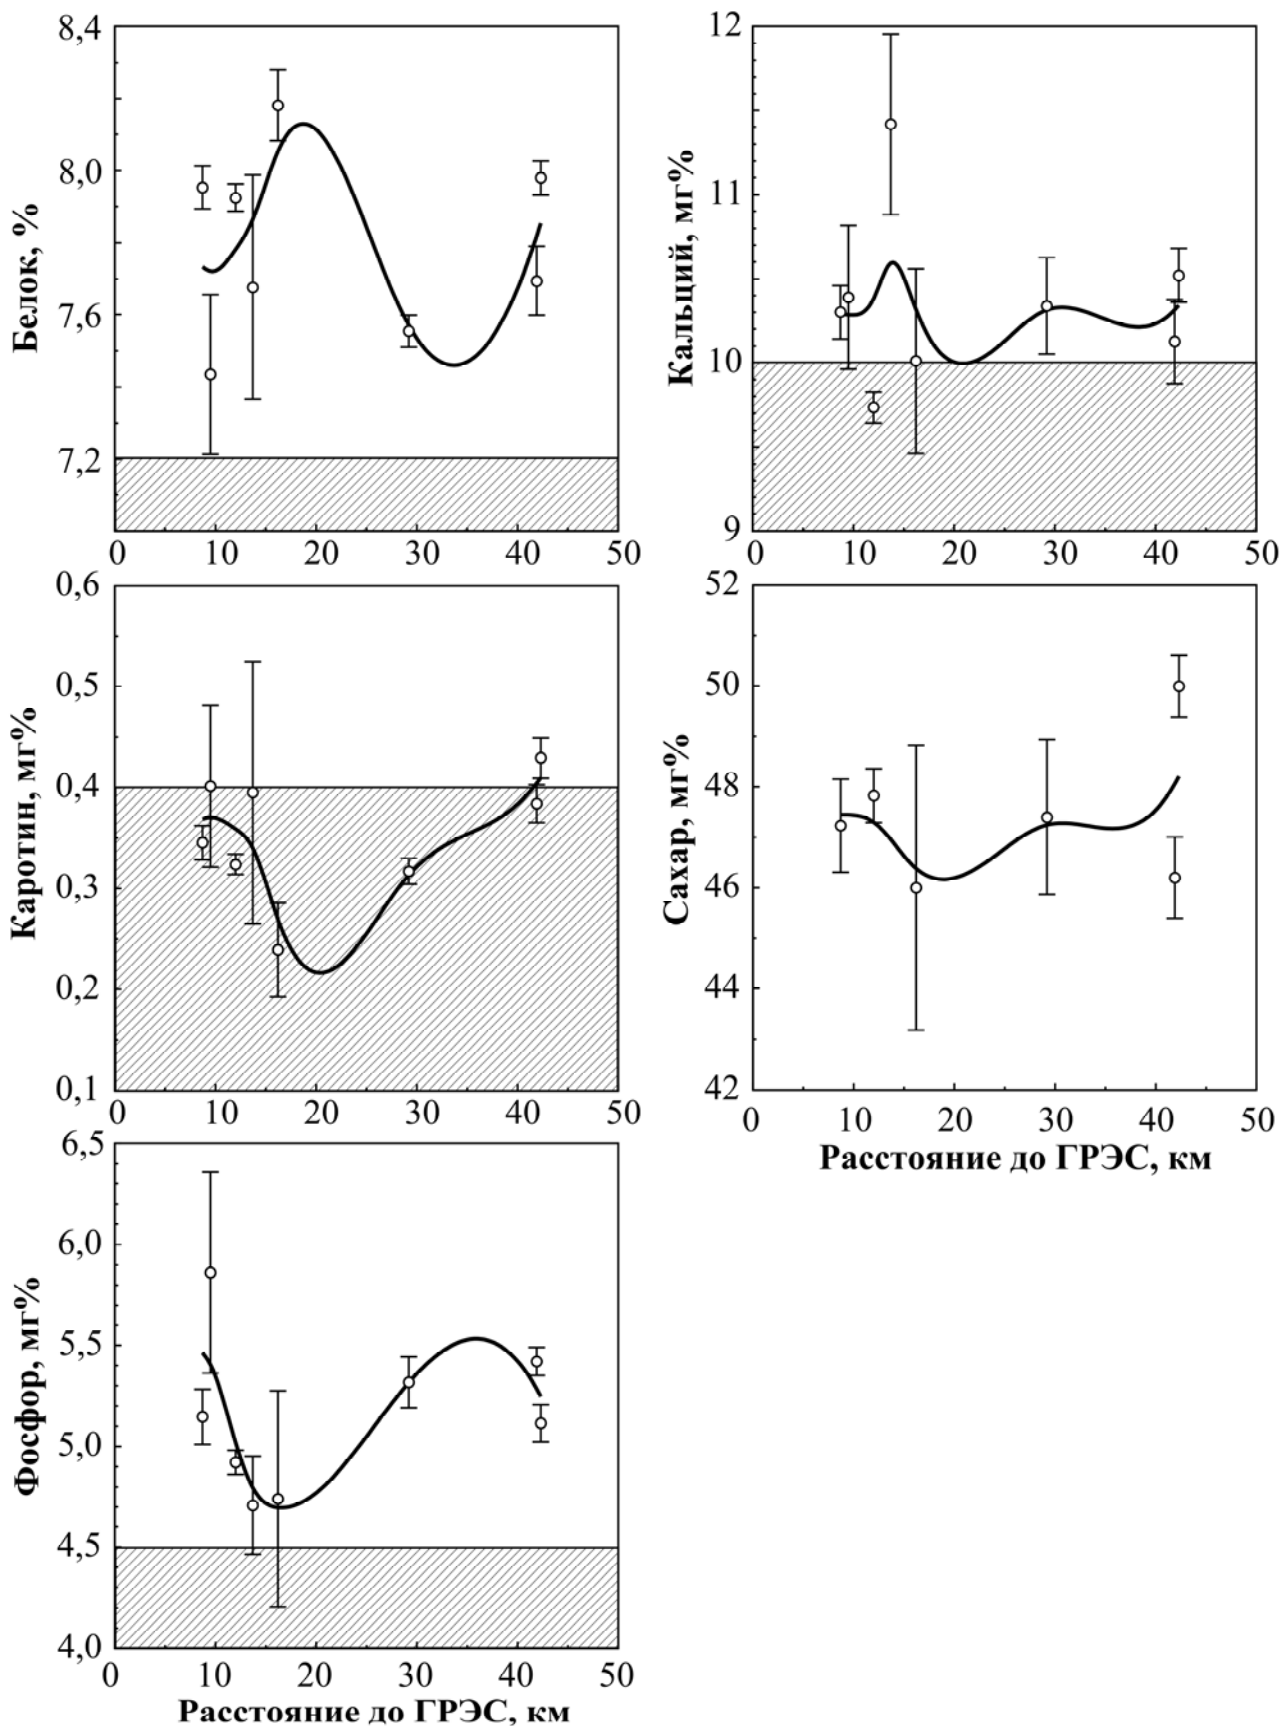 Белок, %
8,4
8,0
7,6
7,2
0 10 20 30 40 50
Кальций, мг%
12
11
10
9
0 10 20 30 40 50
Каротин, мг%
0,6
0,5
0,4
0,3
0,2
0,1
0 10 20 30 40 50
Сахар, мг%
52
50
48
46
44
42
0 10 20 30 40 50
Расстояние до ГРЭС, км
Фосфор, мг%
6,5
6,0
5,5
5,0
4,5
4,0
0 10 20 30 40 50
Расстояние до ГРЭС, км